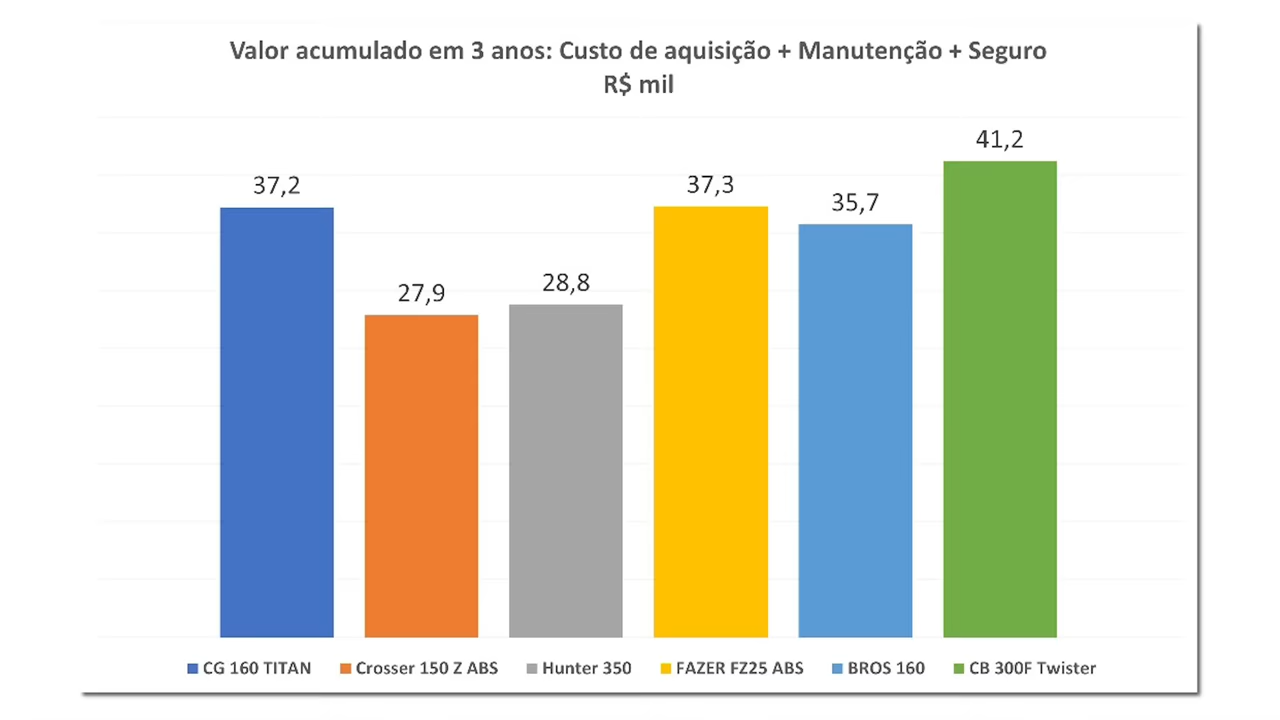 Valor acumulado em 3 anos: Custo de aquisição + Manutenção + Seguro
R$ mil
37,2
27,9
28,8
37,3
35,7
41,2
CG 160 TITAN
Crosser 150 Z ABS
Hunter 350
FAZER FZ25 ABS
BROS 160
CB 300F Twister